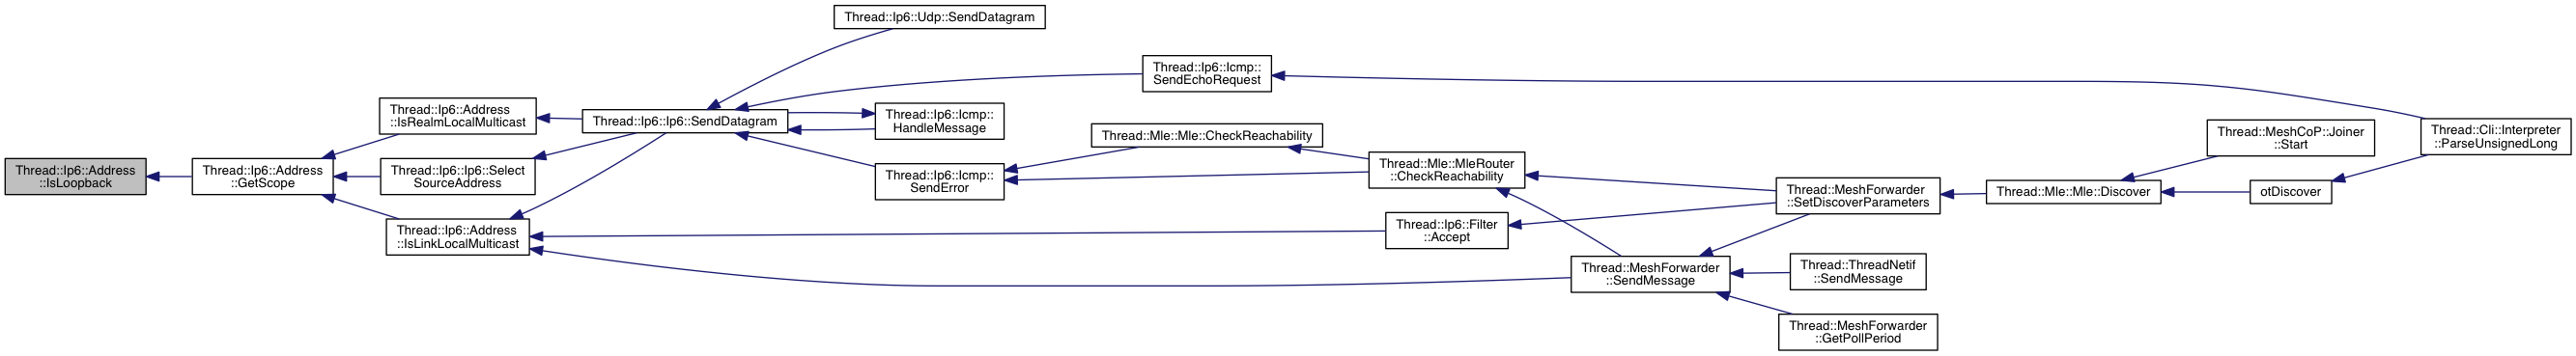 Thread::Ip6::Address
::IsLoopback
Thread::Ip6::Address
::GetScope
Thread::Ip6::Address
::IsRealmLocalMulticast
Thread::Ip6::Ip6::Select
SourceAddress
Thread::Ip6::Address
::IsLinkLocalMulticast
Thread::Ip6::Ip6::SendDatagram
Thread::Ip6::Udp::SendDatagram
Thread::Ip6::Icmp::
SendEchoRequest
Thread::Ip6::Icmp::
HandleMessage
Thread::Ip6::Icmp::
SendError
Thread::Mle::Mle::CheckReachability
Thread::Mle::MleRouter
::CheckReachability
Thread::Ip6::Filter
::Accept
Thread::MeshForwarder
::SendMessage
Thread::MeshForwarder
::SetDiscoverParameters
Thread::ThreadNetif
::SendMessage
Thread::MeshForwarder
::GetPollPeriod
Thread::Mle::Mle::Discover
Thread::MeshCoP::Joiner
::Start
otDiscover
Thread::Cli::Interpreter
::ParseUnsignedLong